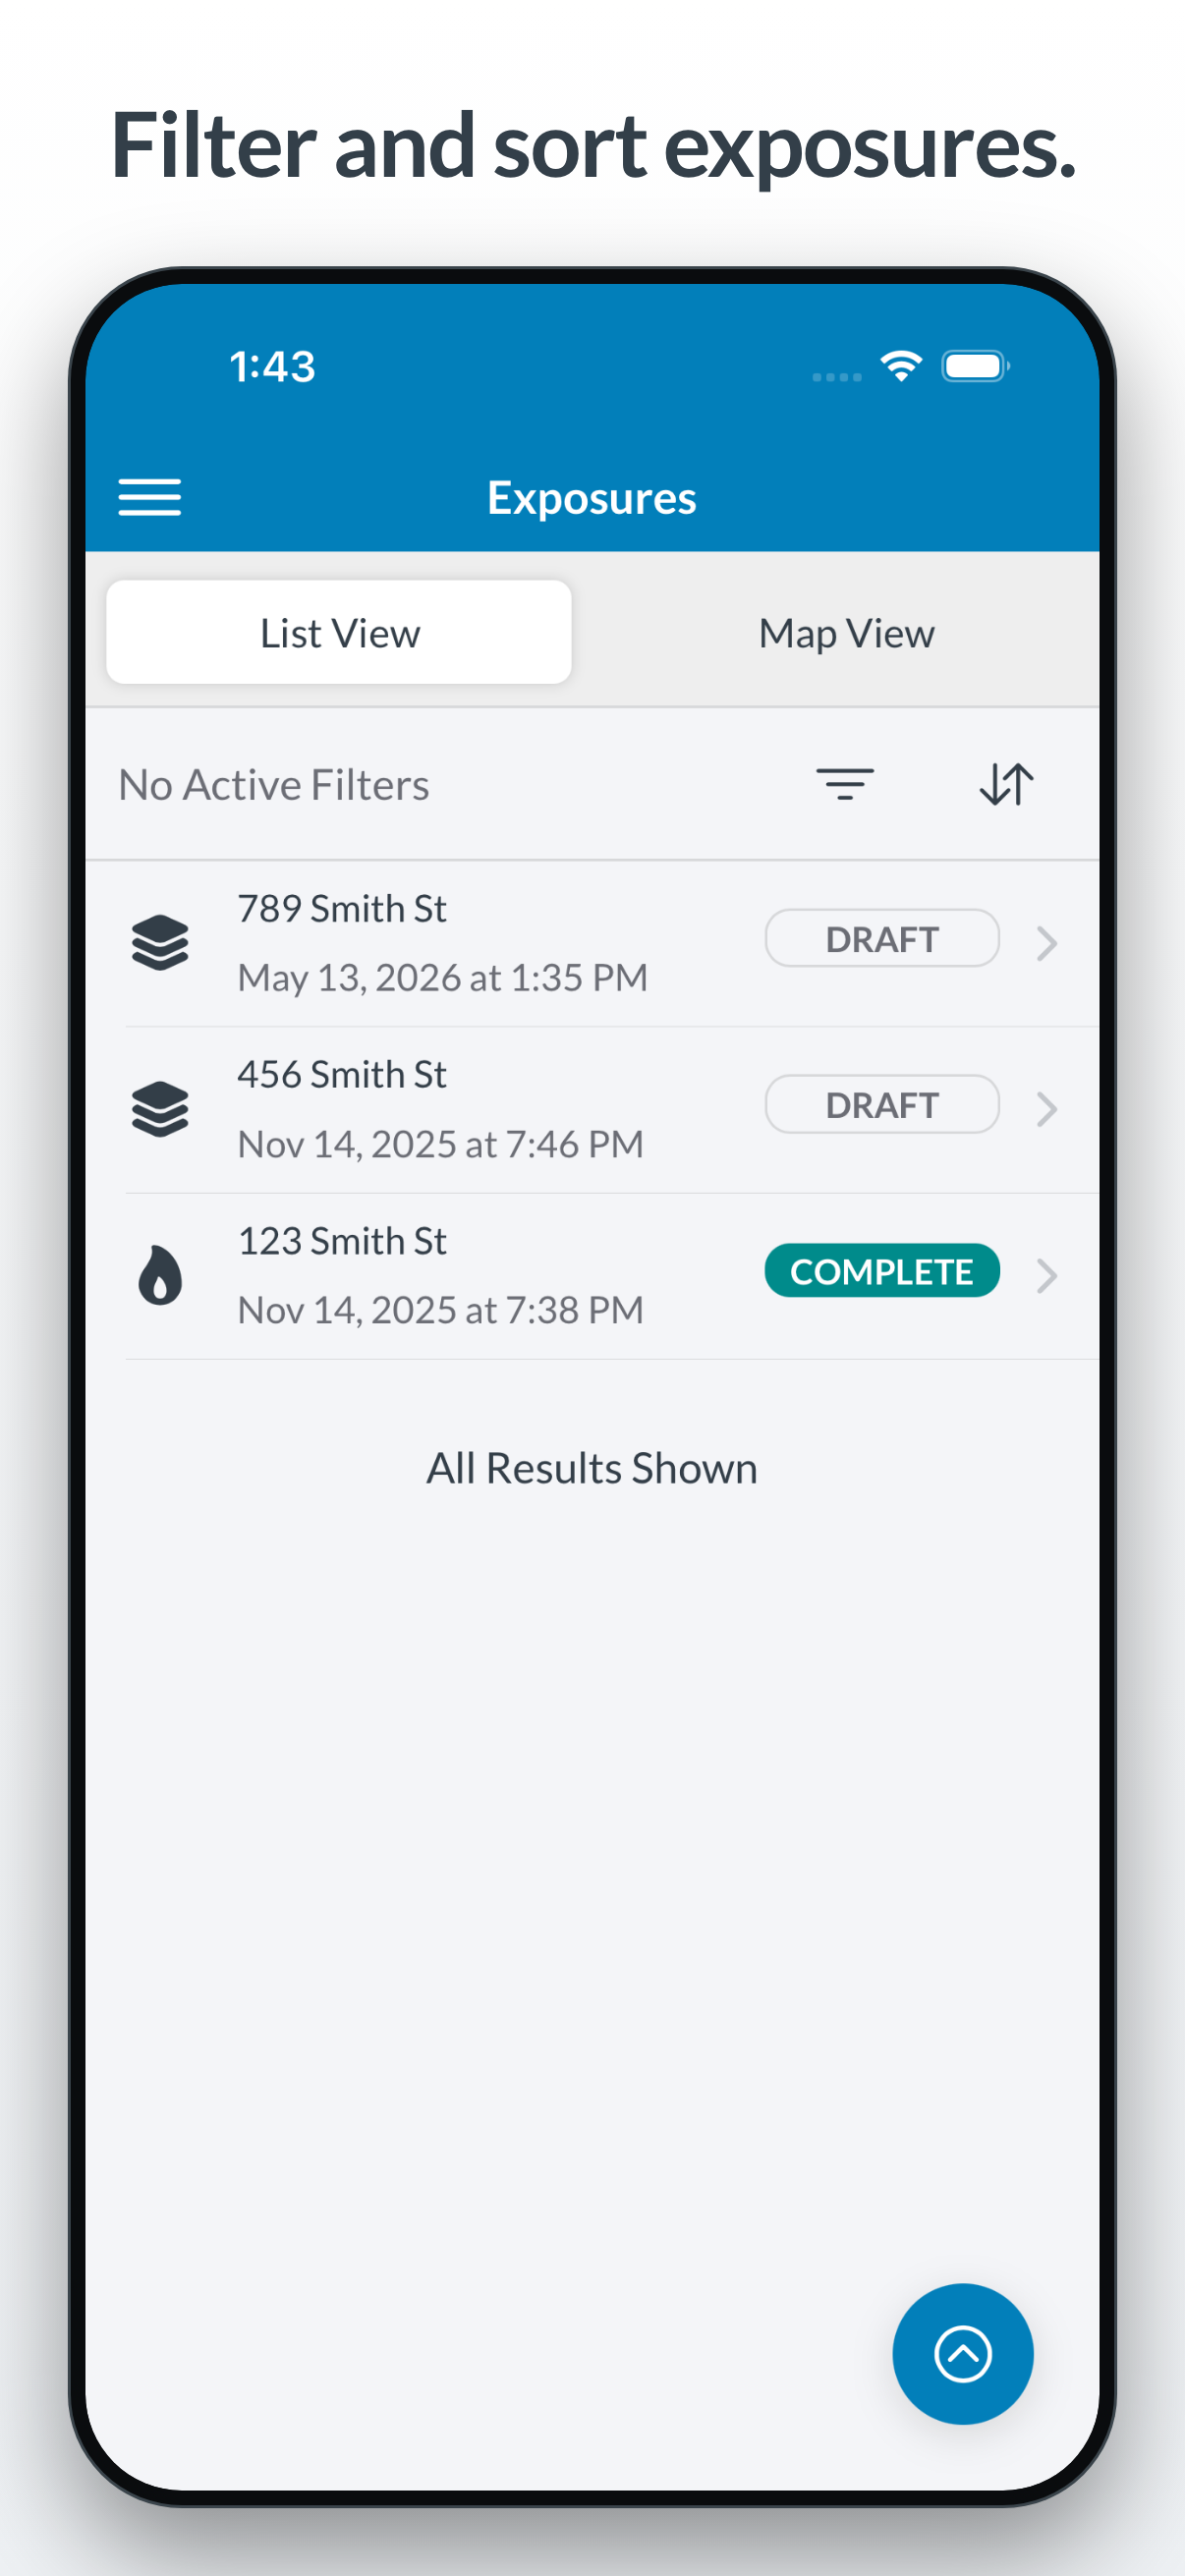 Filter and sort exposures.
1:43
Exposures
List View
Map View
No Active Filters
789 Smith St
DRAFT
May 13, 2026 at 1:35 PM
456 Smith St
DRAFT
Nov 14, 2025 at 7:46 PM
123 Smith St
COMPLETE
Nov 14, 2025 at 7:38 PM
All Results Shown